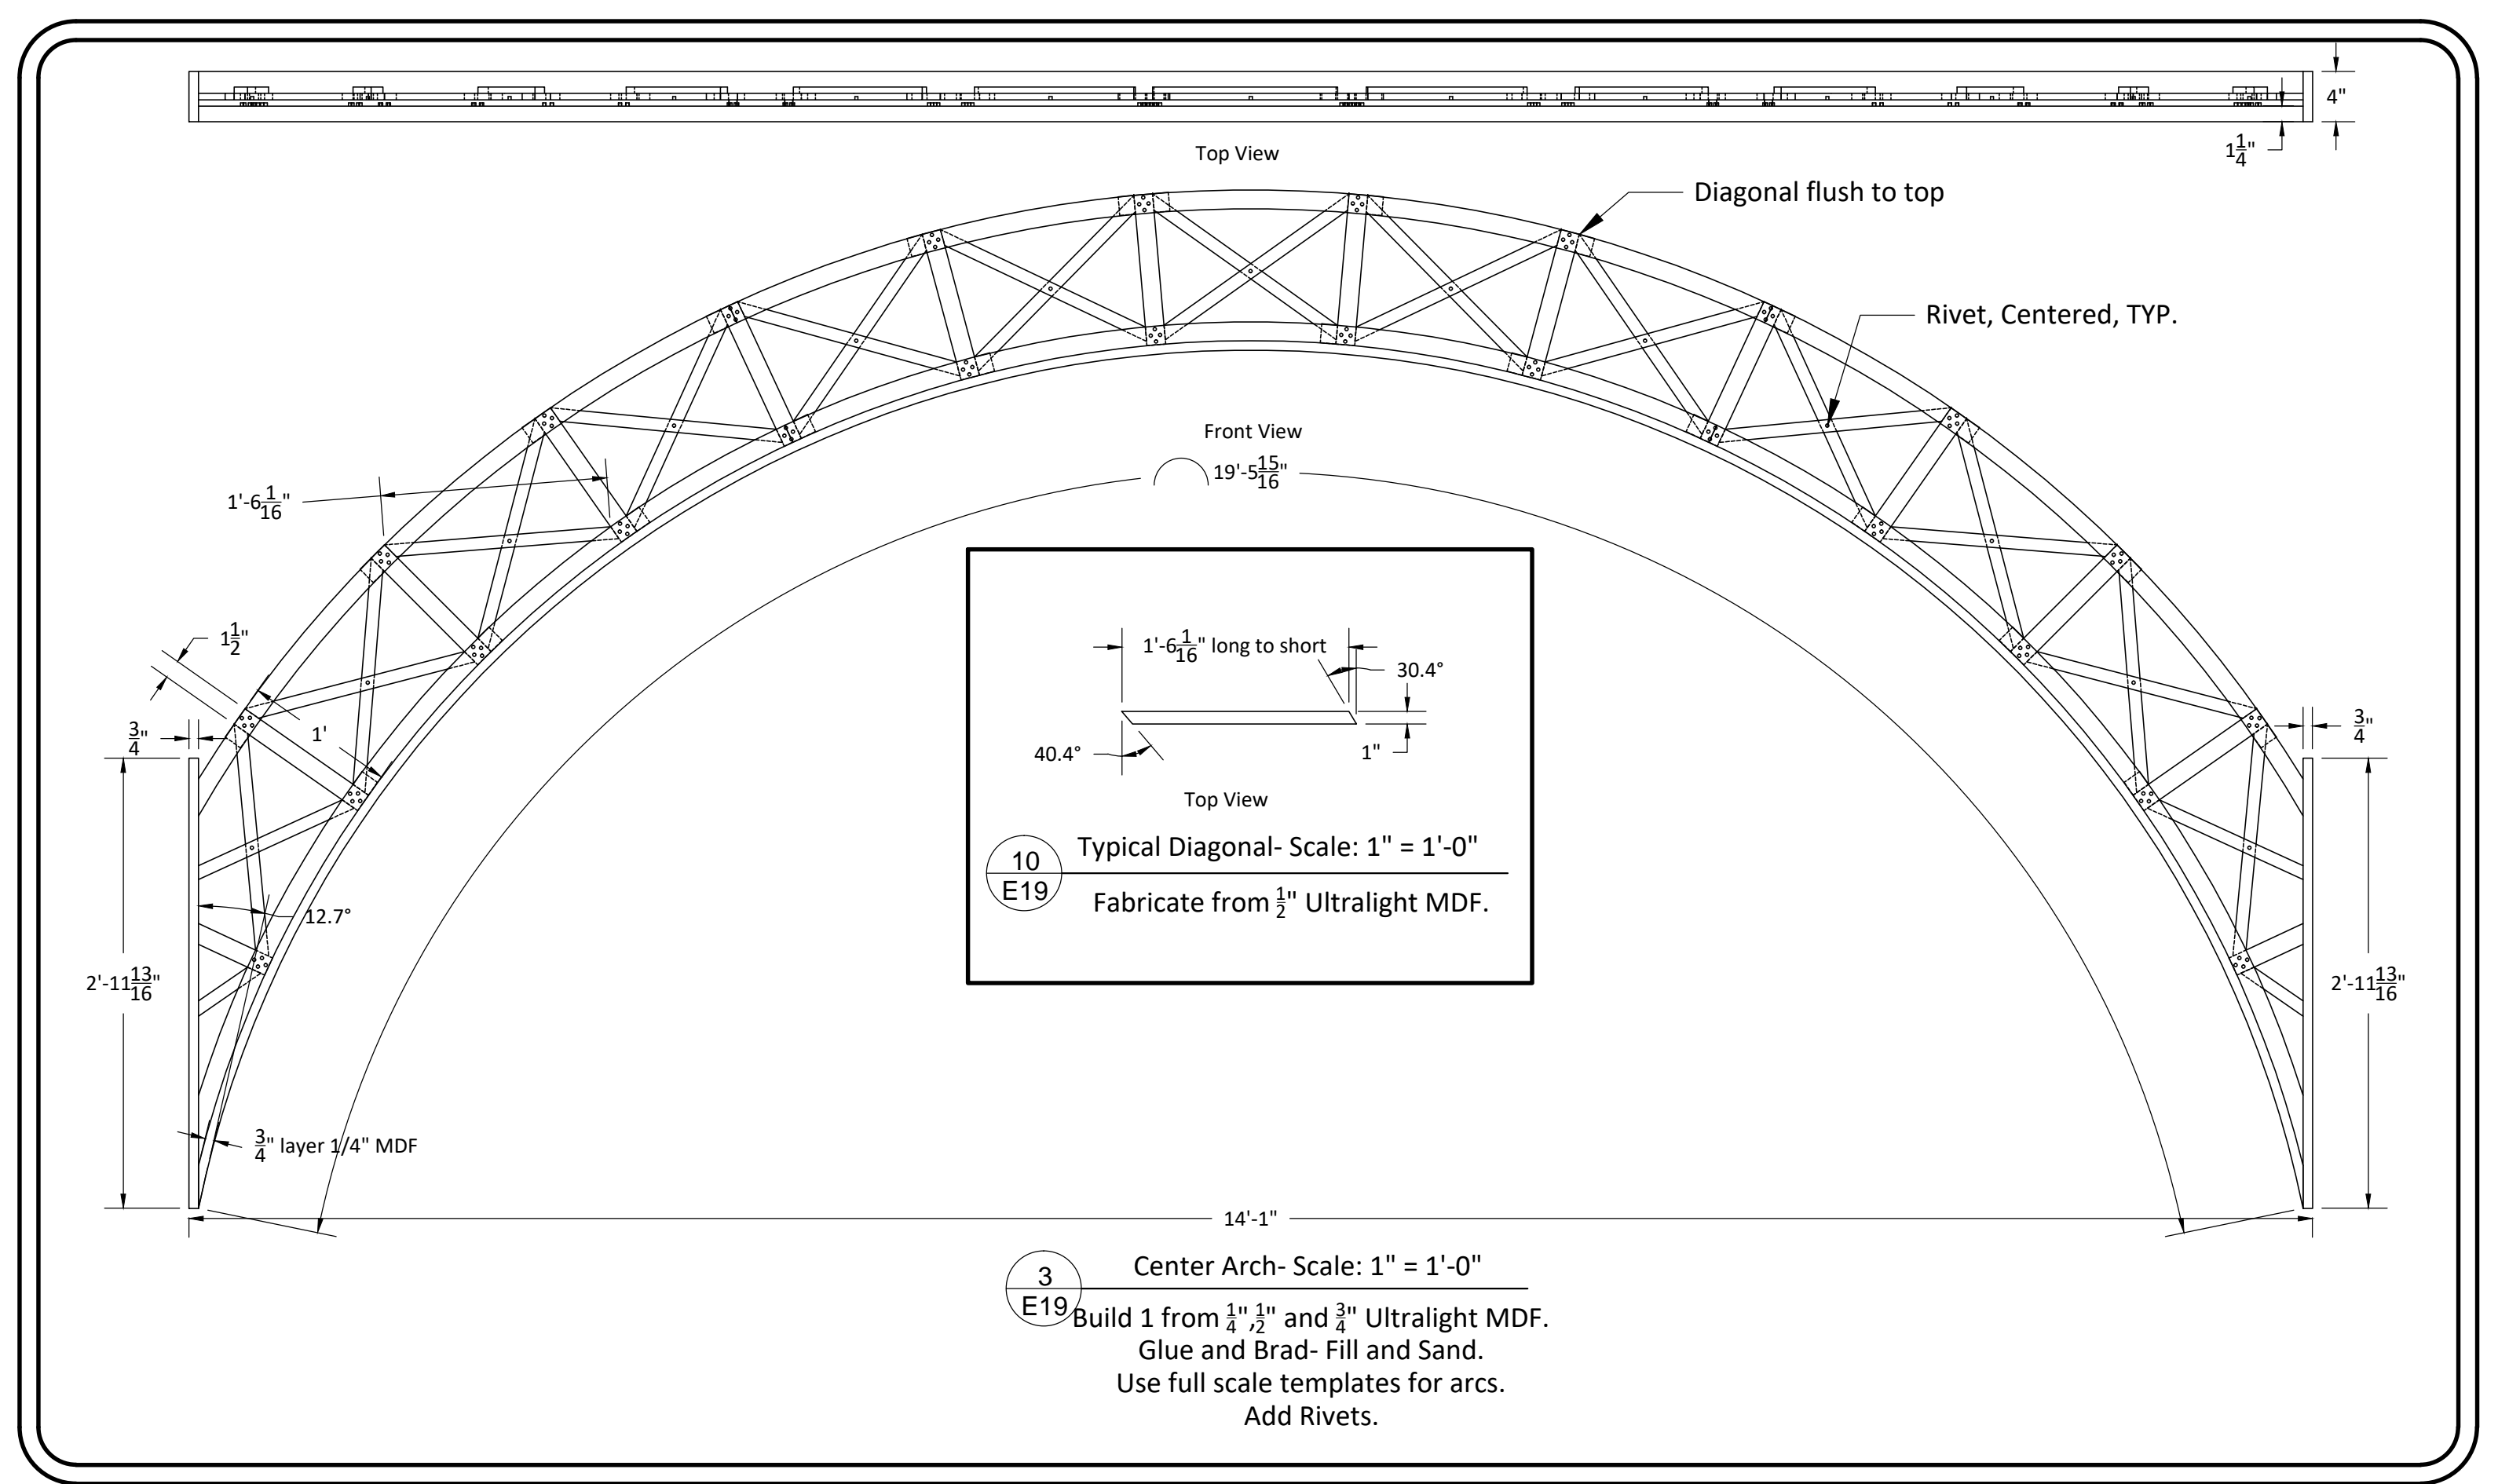 4"
1 1/4"
Top View
Diagonal flush to top
Rivet, Centered, TYP.
Front View
19'-5 15/16"
1'-6 1/16"
1 1/2"
1'
3/4"
3/4"
12.7°
2'-11 13/16"
2'-11 13/16"
3/4" layer 1/4" MDF
14'-1"
1'-6 1/16" long to short
30.4°
40.4°
1"
Top View
10
E19
Typical Diagonal- Scale: 1" = 1'-0"
Fabricate from 1/2" Ultralight MDF.
3
E19
Center Arch- Scale: 1" = 1'-0"
Build 1 from 1/4",1/2" and 3/4" Ultralight MDF.
Glue and Brad- Fill and Sand.
Use full scale templates for arcs.
Add Rivets.